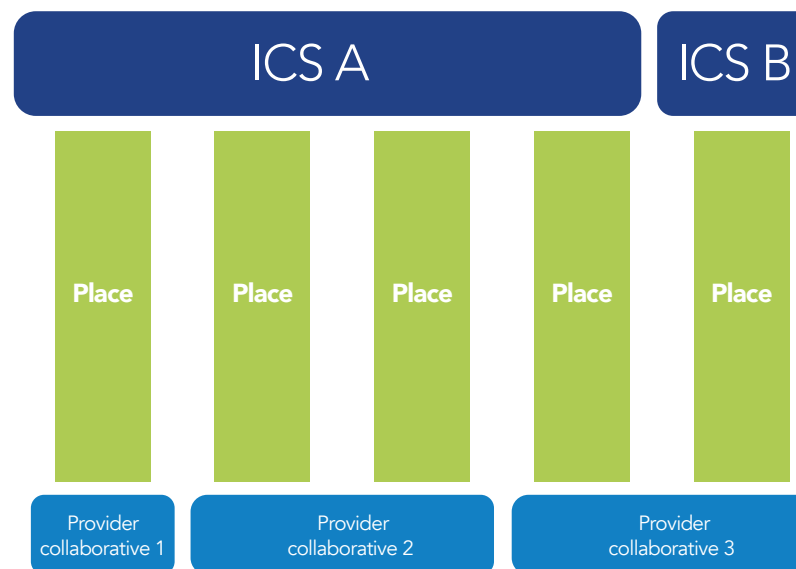 ICS A
ICS B
Place
Place
Place
Place
Place
Provider
collaborative 1
Provider
collaborative 2
Provider
collaborative 3